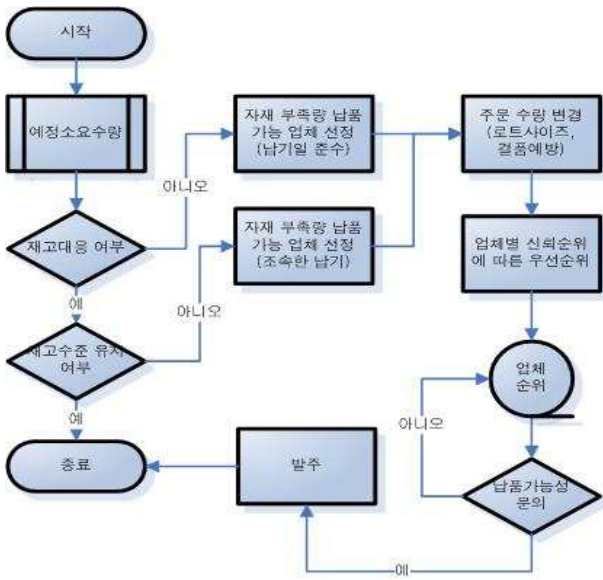 시작
예정소요수량
재고대응 여부
예
재고수준 유지
여부
예
종료
아니오
아니오
자재 부족량 납품
가능 업체 선정
(납기일 준수)
자재 부족량 납품
가능 업체 선정
(조속한 납기)
주문 수량 변경
(로트사이즈,
결품예방)
업체별 신뢰순위
에 따른 우선순위
업체
순위
아니오
납품가능성
문의
예
발주